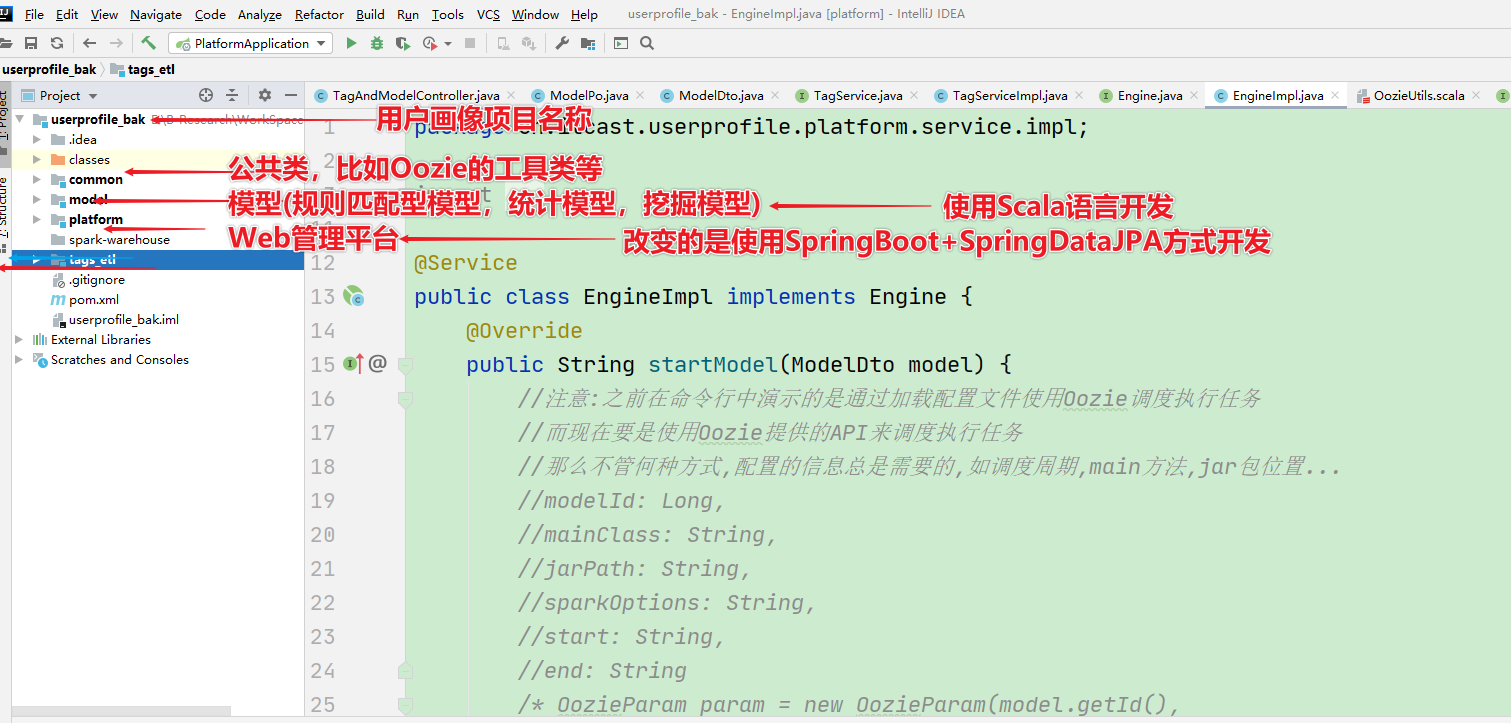 File Edit View Navigate Code Analyze Refactor Build Run Tools VCS Window Help userprofile_bak - EngineImpl.java [platform] - IntelliJ IDEA
PlatformApplication
userprofile_bak tags_etl
Project
TagAndModelController.java ModelPo.java ModelDto.java TagService.java TagServiceImpl.java Engine.java EngineImpl.java OozieUtils.scala
1: Project
userprofile_bak
用户画像项目名称
1 package cn.itcast.userprofile.platform.service.impl;
.idea
classes
2
公共类，比如Oozie的工具类等
common
model
模型(规则匹配型模型，统计模型，挖掘模型)
使用Scala语言开发
platform
Web管理平台
改变的是使用SpringBoot+SpringDataJPA方式开发
spark-warehouse
7: Structure
tags_etl
.gitignore
pom.xml
userprofile_bak.iml
External Libraries
Scratches and Consoles
12 @Service
13 public class EngineImpl implements Engine {
14 @Override
15 public String startModel(ModelDto model) {
16 //注意:之前在命令行中演示的是通过加载配置文件使用Oozie调度执行任务
17 //而现在要是使用Oozie提供的API来调度执行任务
18 //那么不管何种方式,配置的信息总是需要的,如调度周期,main方法,jar包位置...
19 //modelId: Long,
20 //mainClass: String,
21 //jarPath: String,
22 //sparkOptions: String,
23 //start: String,
24 //end: String
25 /* OozieParam param = new OozieParam(model.getId(),